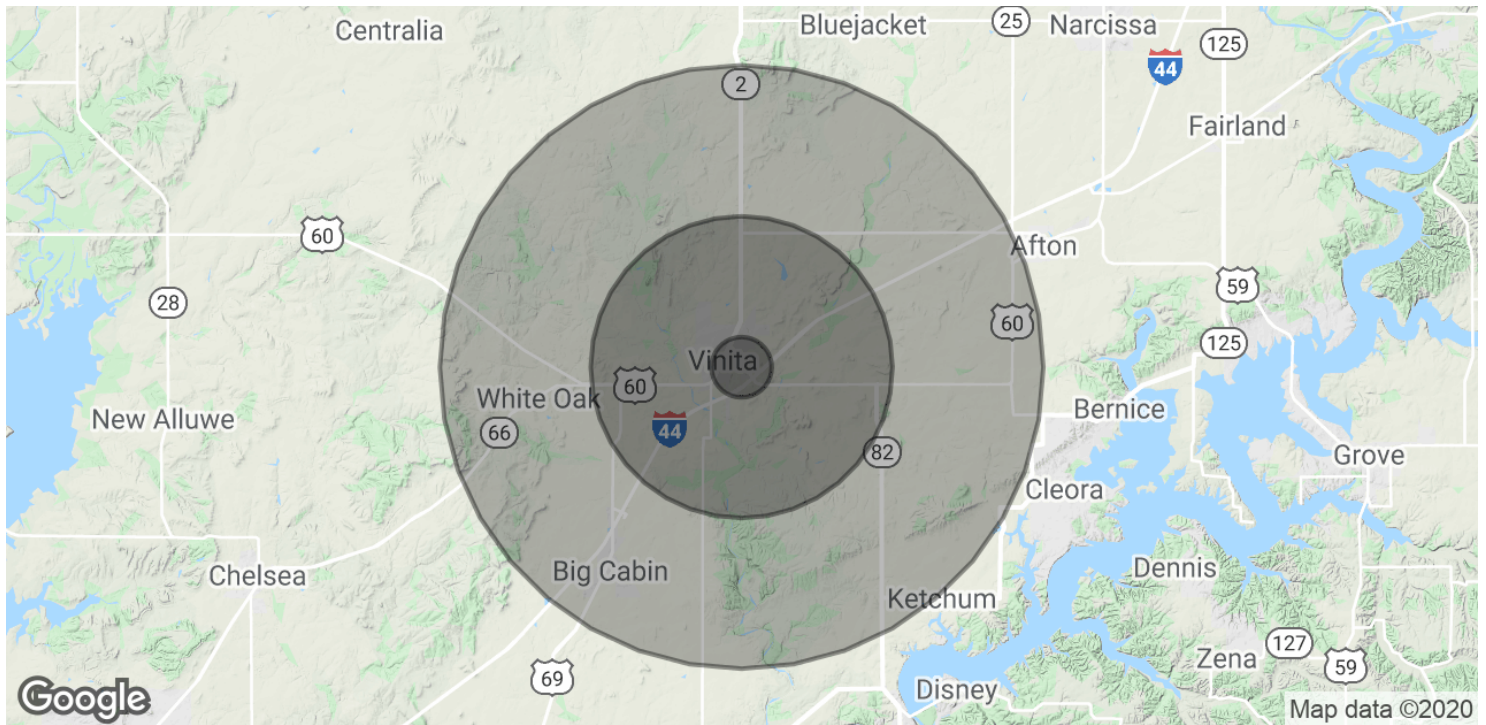 Centralia
Bluejacket
25
Narcissa
125
44
2
Fairland
60
Afton
59
28
60
125
Vinita
60
White Oak
Bernice
New Alluwe
66
44
82
Grove
Cleora
Big Cabin
Dennis
Chelsea
Ketchum
127
Zena
59
69
Disney
Google
Map data ©2020